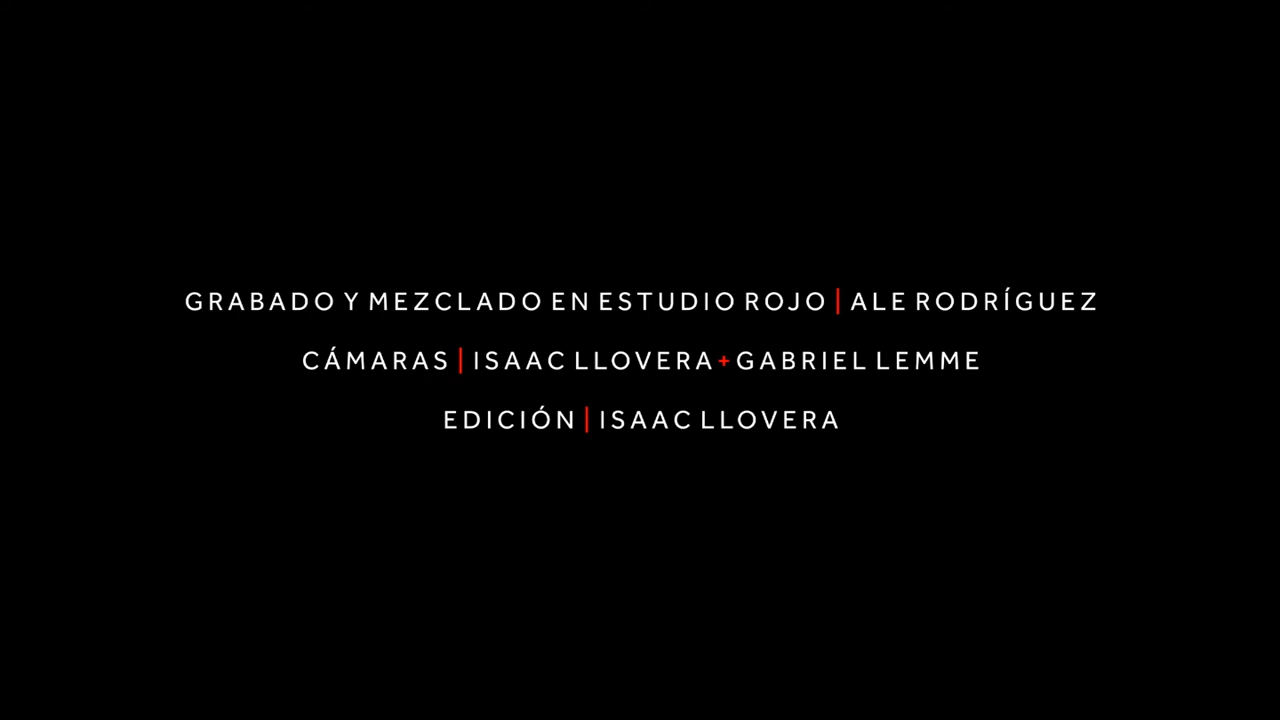 GRABADO Y MEZCLADO EN ESTUDIO ROJO | ALE RODRÍGUEZ
CÁMARAS | ISAAC LLOVERA + GABRIEL LEMME
EDICIÓN | ISAAC LLOVERA